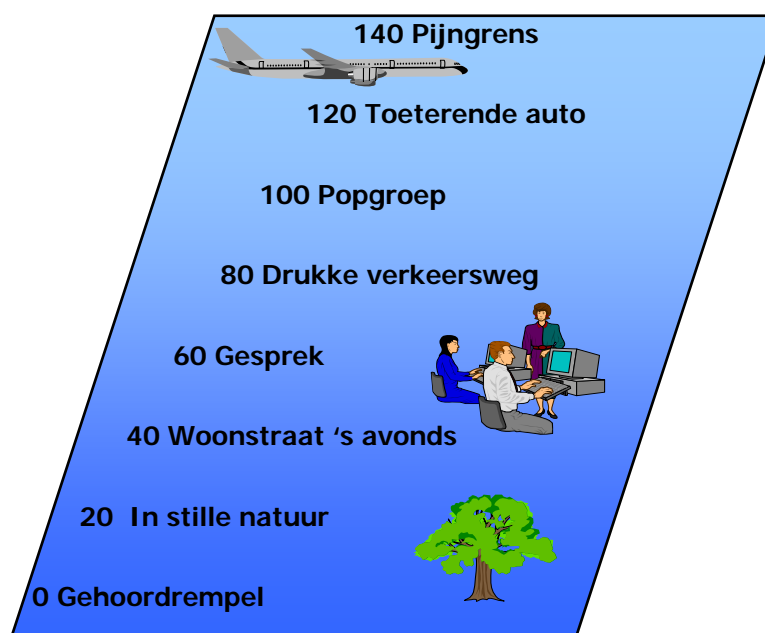 140 Pijngrens
120 Toeterende auto
100 Popgroep
80 Drukke verkeersweg
60 Gesprek
40 Woonstraat ‘s avonds
20 In stille natuur
0 Gehoordrempel